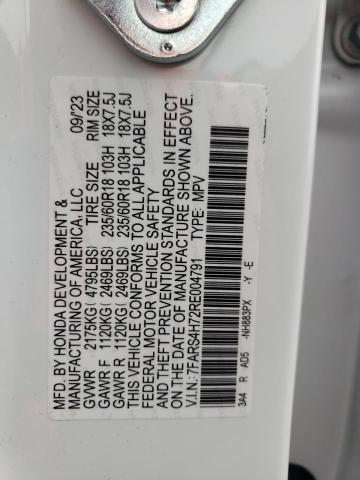 MFD. BY HONDA DEVELOPMENT & 09/'23
MANUFACTURING OF AMERICA, LLC
TIRE SIZE RIM SIZE
GVWR 2175KG( 4795LBS)
GAWR F 1120KG( 2469LBS) 235/60R18 103H 18X7.5J
GAWR R 1120KG( 2469LBS) 235/60R18 103H 18X7.5J
THIS VEHICLE CONFORMS TO ALL APPLICABLE
FEDERAL MOTOR VEHICLE SAFETY
AND THEFT PREVENTION STANDARDS IN EFFECT
ON THE DATE OF MANUFACTURE SHOWN ABOVE.
V.I.N.:7FARS4H72RE004791 TYPE: MPV
3A4 R AD5 -NH883PX -Y -E